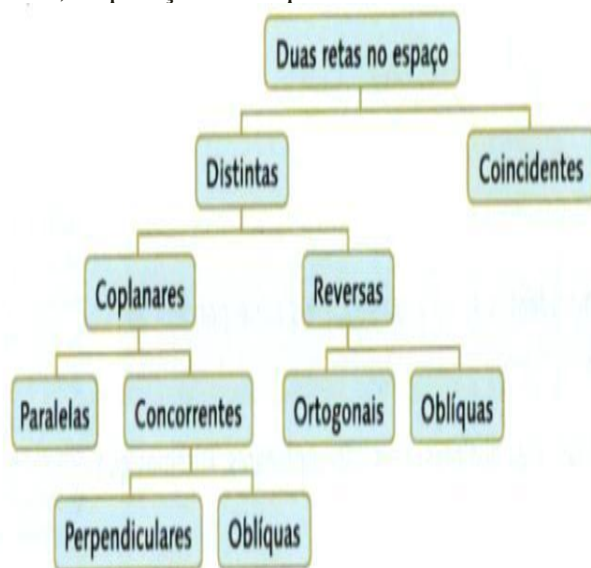 Duas retas no espaço
Distintas
Coincidentes
Coplanares
Reversas
Paralelas
Concorrentes
Ortogonais
Oblíquas
Perpendiculares
Oblíquas